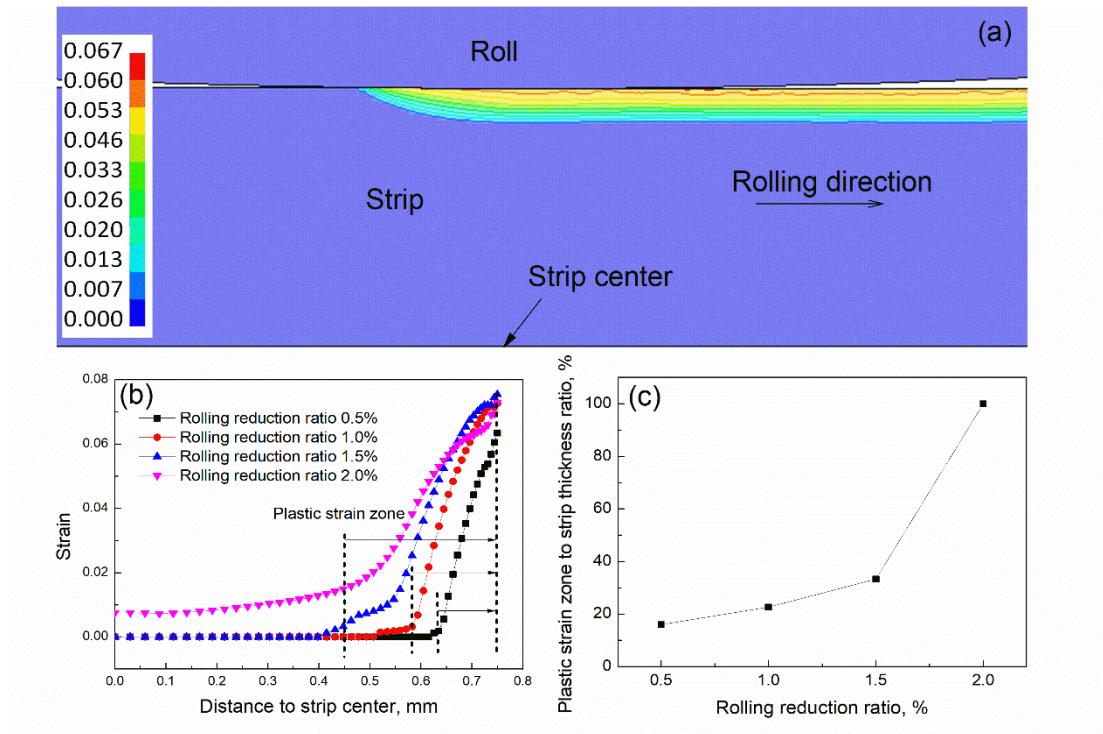 (a)
Roll
0.067
0.060
0.053
0.046
0.033
0.026
0.020
0.013
0.007
0.000
Strip
Rolling direction
Strip center
(b)
Rolling reduction ratio 0.5%
Rolling reduction ratio 1.0%
Rolling reduction ratio 1.5%
Rolling reduction ratio 2.0%
Plastic strain zone
Strain
0.08
0.06
0.04
0.02
0.00
0.0 0.1 0.2 0.3 0.4 0.5 0.6 0.7 0.8
Distance to strip center, mm
(c)
Plastic strain zone to strip thickness ratio, %
100
80
60
40
20
0
0.5 1.0 1.5 2.0
Rolling reduction ratio, %